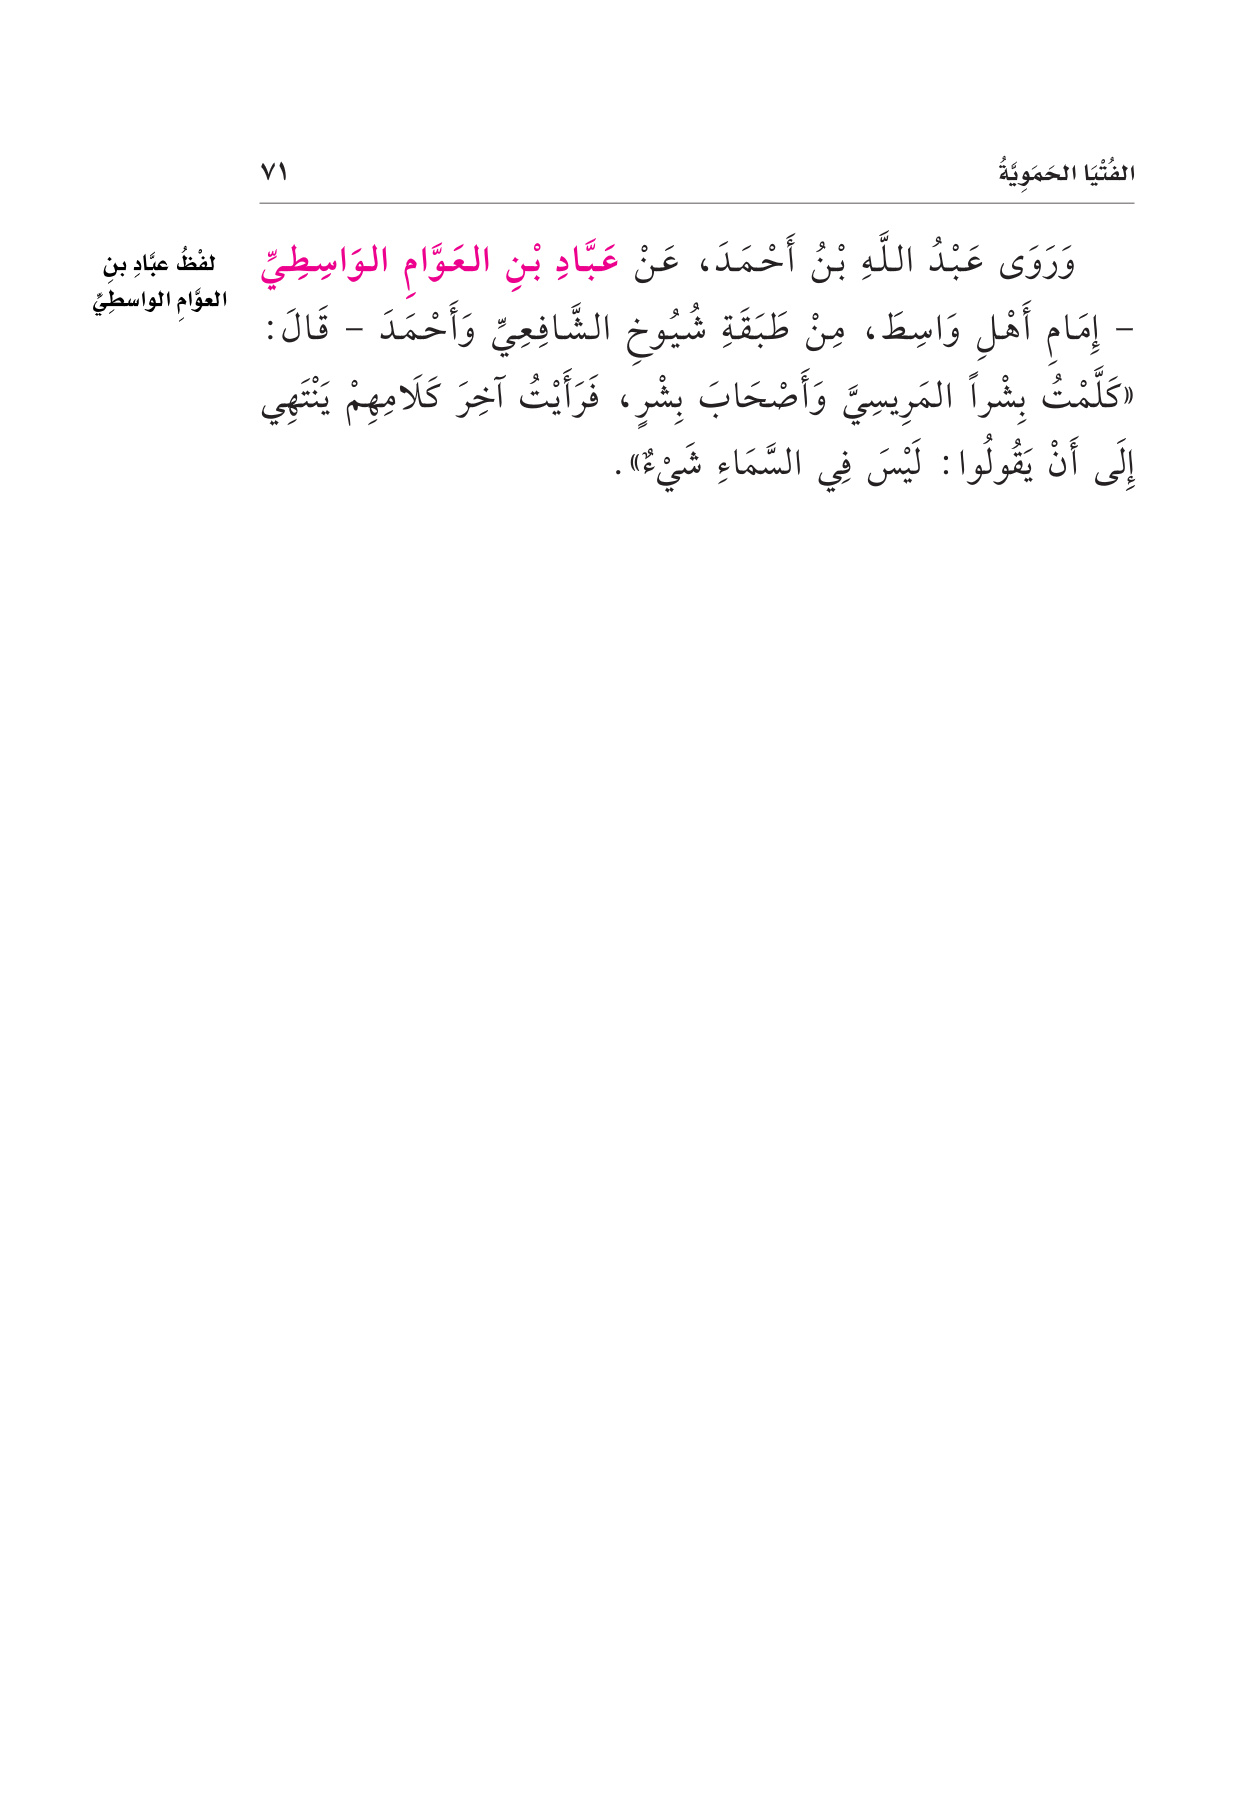 الفُتْيَا الحَمَوِيَّةُ
٧١
وَرَوَى عَبْدُ اللَّهِ بْنُ أَحْمَدَ، عَنْ عَبَّادِ بْنِ العَوَّامِ الوَاسِطِيِّ
– إِمَامِ أَهْلِ وَاسِطَ، مِنْ طَبَقَةِ شُيُوخِ الشَّافِعِيِّ وَأَحْمَدَ – قَالَ:
«كَلَّمْتُ بِشْراً المَرِيسِيَّ وَأَصْحَابَ بِشْرٍ، فَرَأَيْتُ آخِرَ كَلَامِهِمْ يَنْتَهِي
إِلَى أَنْ يَقُولُوا: لَيْسَ فِي السَّمَاءِ شَيْءٌ».
لفْظُ عبَّادِ بنِ
العوَّامِ الواسطِيِّ